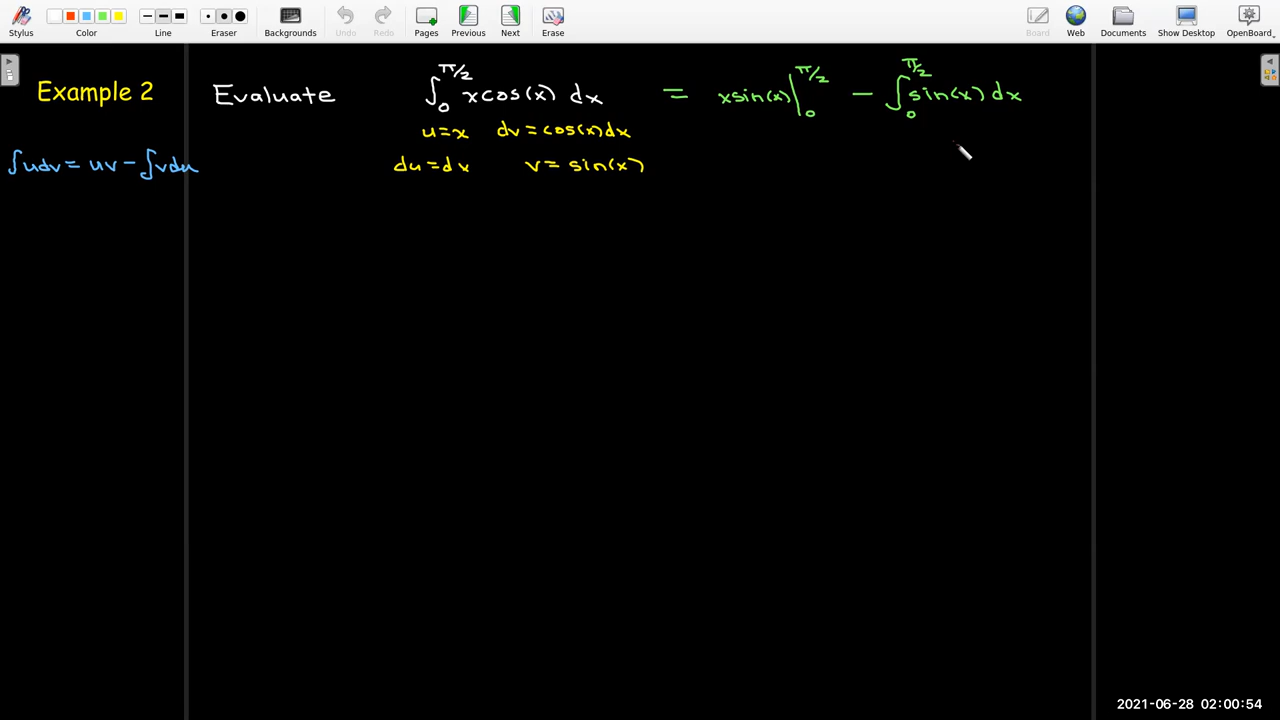 Stylus Color Line Eraser Backgrounds Undo Redo Pages Previous Next Erase Board Web Documents Show Desktop OpenBoard
Example 2 Evaluate ∫₀^{π/2} xcos(x) dx = xsin(x)|₀^{π/2} − ∫₀^{π/2} sin(x) dx
u=x dv=cos(x)dx
∫udv = uv − ∫vdu du=dx v=sin(x)
2021-06-28 02:00:54